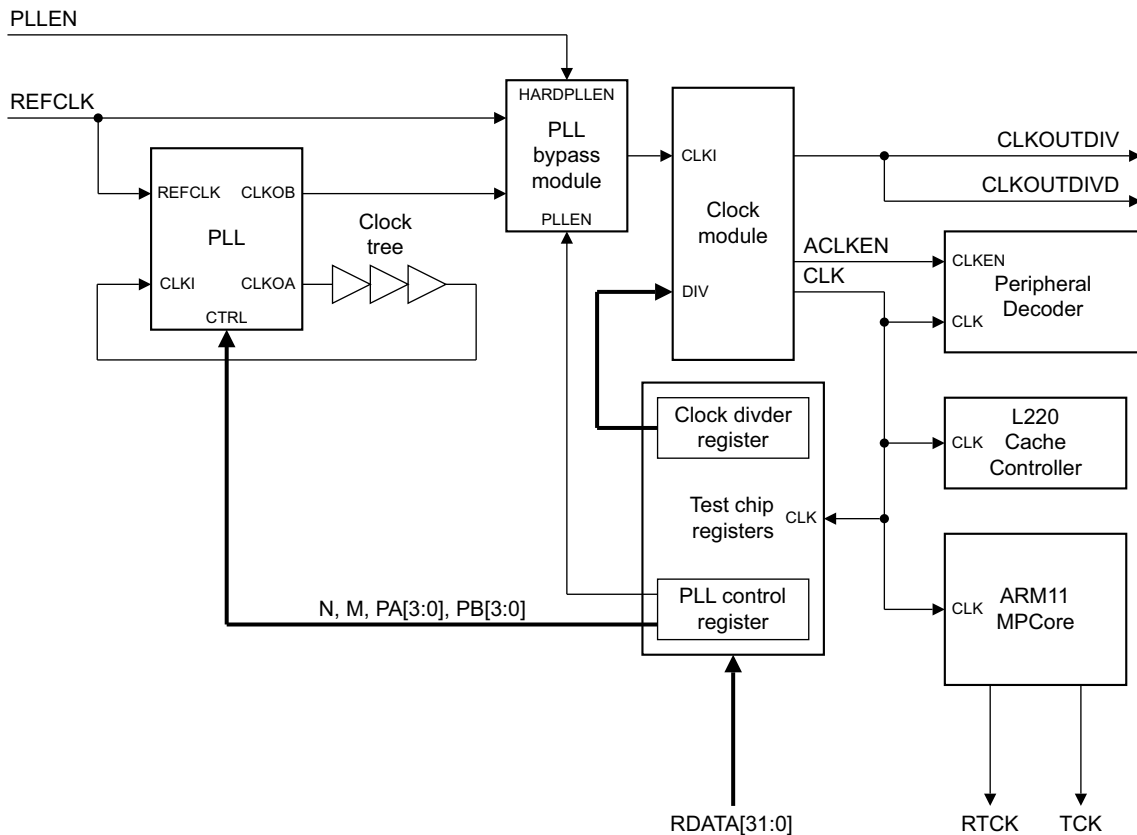 PLLEN
REFCLK
HARDPLLEN
PLL
bypass
module
PLLEN
REFCLK
CLKOB
PLL
CLKI
CLKOA
CTRL
Clock
tree
CLKI
Clock
module
DIV
CLKOUTDIV
CLKOUTDIVD
ACLKEN
CLK
CLKEN
Peripheral
Decoder
CLK
Clock divder
register
Test chip
registers
CLK
PLL control
register
N, M, PA[3:0], PB[3:0]
L220
Cache
Controller
CLK
ARM11
MPCore
CLK
RDATA[31:0]
RTCK
TCK